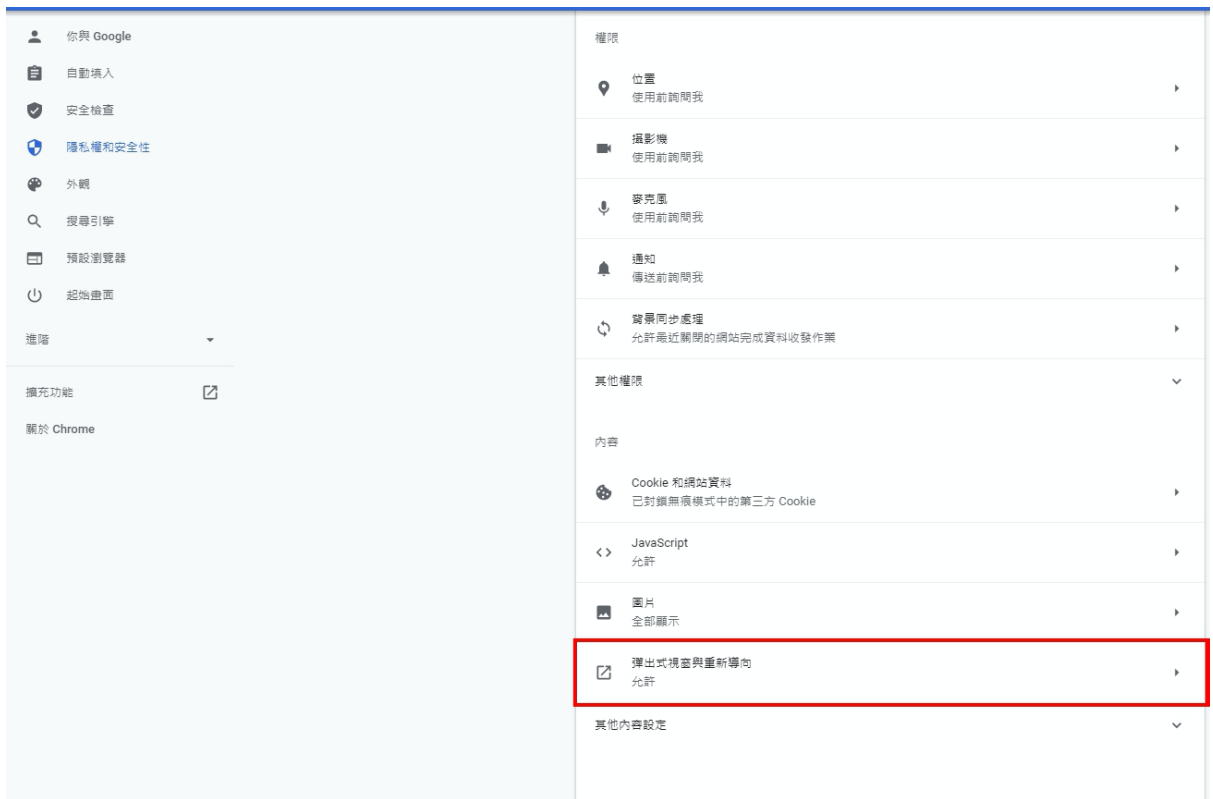 你與 Google
自動填入
安全檢查
隱私權和安全性
外觀
搜尋引擎
預設瀏覽器
起始畫面
進階
擴充功能
關於 Chrome
權限
位置
使用前詢問我
攝影機
使用前詢問我
麥克風
使用前詢問我
通知
傳送前詢問我
背景同步處理
允許最近關閉的網站完成資料收發作業
其他權限
內容
Cookie 和網站資料
已封鎖無痕模式中的第三方 Cookie
JavaScript
允許
圖片
全部顯示
彈出式視窗與重新導向
允許
其他內容設定